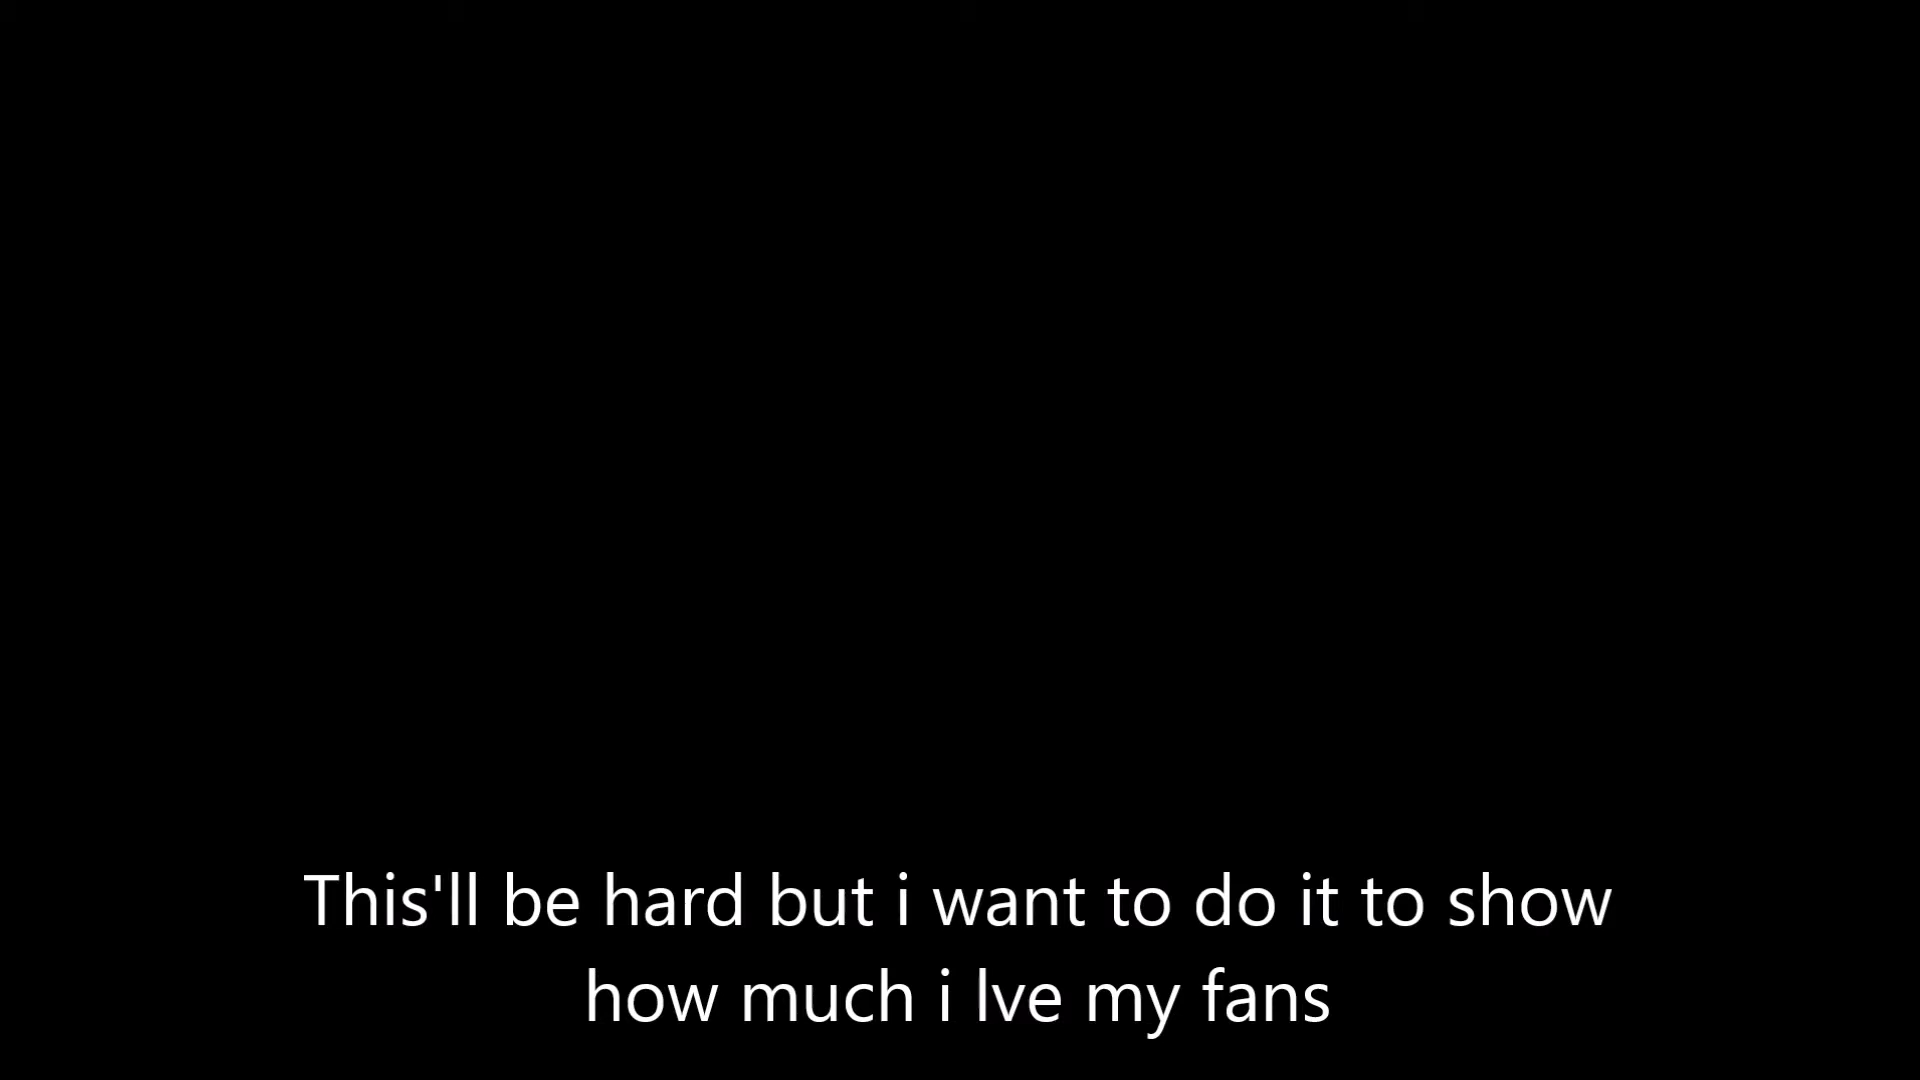 This'll be hard but i want to do it to show
how much i lve my fans